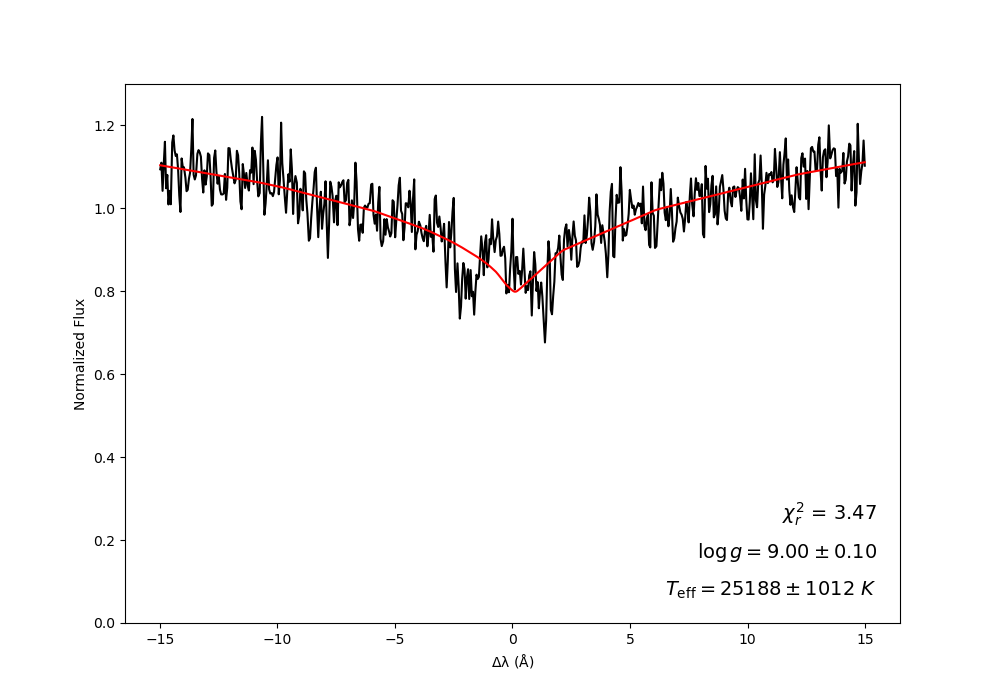 1.2
1.0
0.8
0.6
0.4
0.2
0.0
Normalized Flux
χ²ᵣ = 3.47
log g = 9.00 ± 0.10
T_eff = 25188 ± 1012 K
−15 −10 −5 0 5 10 15
Δλ (Å)